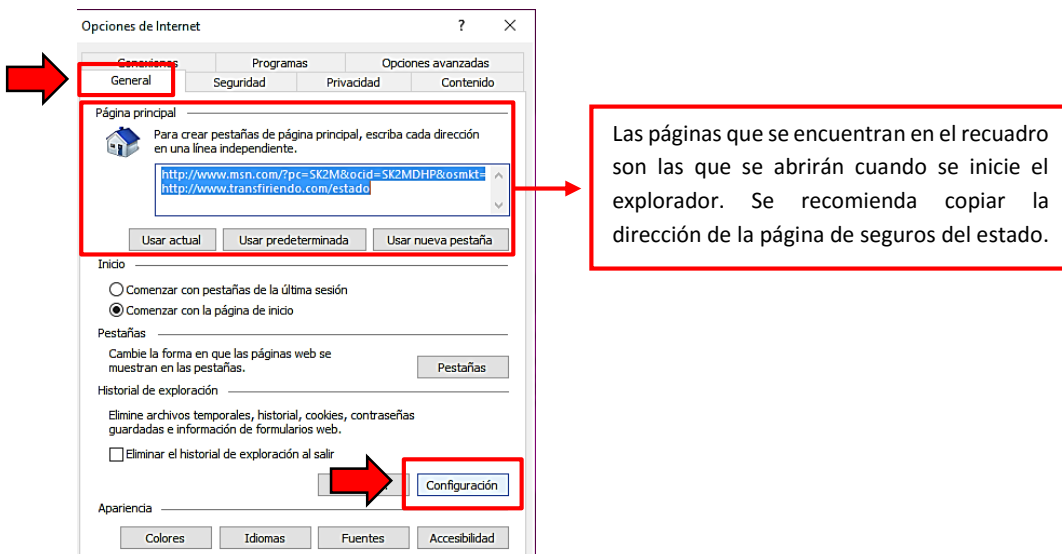 Opciones de Internet ? ×
Conexiones Programas Opciones avanzadas
General Seguridad Privacidad Contenido
Página principal
Para crear pestañas de página principal, escriba cada dirección
en una línea independiente.
http://www.msn.com/?pc=SK2M&ocid=SK2MDHP&osmkt=
http://www.transfiriendo.com/estado
Usar actual Usar predeterminada Usar nueva pestaña
Las páginas que se encuentran en el recuadro
son las que se abrirán cuando se inicie el
explorador. Se recomienda copiar la
dirección de la página de seguros del estado.
Inicio
Comenzar con pestañas de la última sesión
Comenzar con la página de inicio
Pestañas
Cambie la forma en que las páginas web se
muestran en las pestañas.
Pestañas
Historial de exploración
Elimine archivos temporales, historial, cookies, contraseñas
guardadas e información de formularios web.
Eliminar el historial de exploración al salir
Configuración
Apariencia
Colores Idiomas Fuentes Accesibilidad